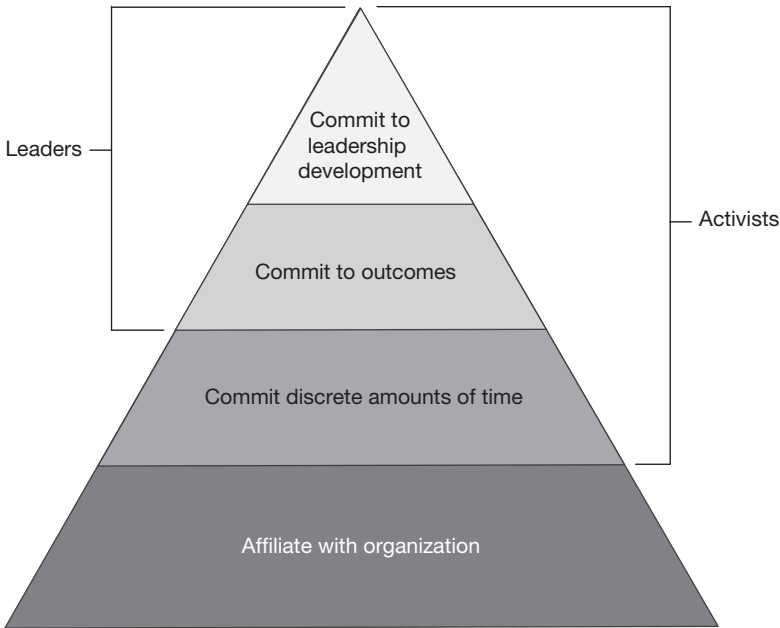 Commit to
leadership
development
Leaders
Activists
Commit to outcomes
Commit discrete amounts of time
Affiliate with organization